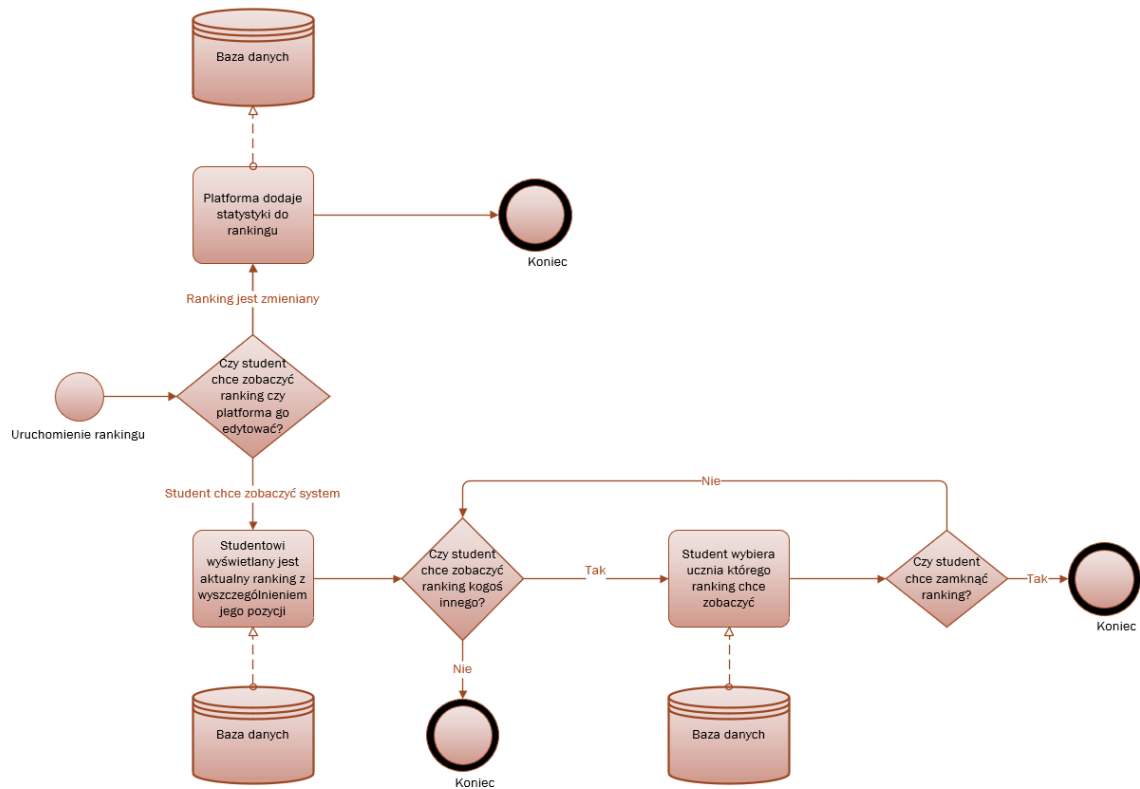 Baza danych
Platforma dodaje
statystyki do
rankingu
Koniec
Ranking jest zmieniany
Czy student
chce zobaczyć
ranking czy
platforma go
edytować?
Uruchomienie rankingu
Student chce zobaczyć system
Nie
Studentowi
wyświetlany jest
aktualny ranking z
wyszczególnieniem
jego pozycji
Czy student
chce zobaczyć
ranking kogoś
innego?
Tak
Student wybiera
ucznia którego
ranking chce
zobaczyć
Czy student
chce zamknąć
ranking?
Tak
Koniec
Nie
Baza danych
Koniec
Baza danych